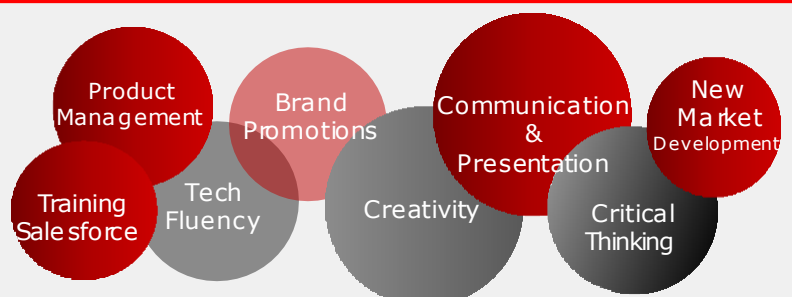 Product
Management
Training
Salesforce
Tech
Fluency
Brand
Promotions
Creativity
Communication
&
Presentation
Critical
Thinking
New
Market
Development